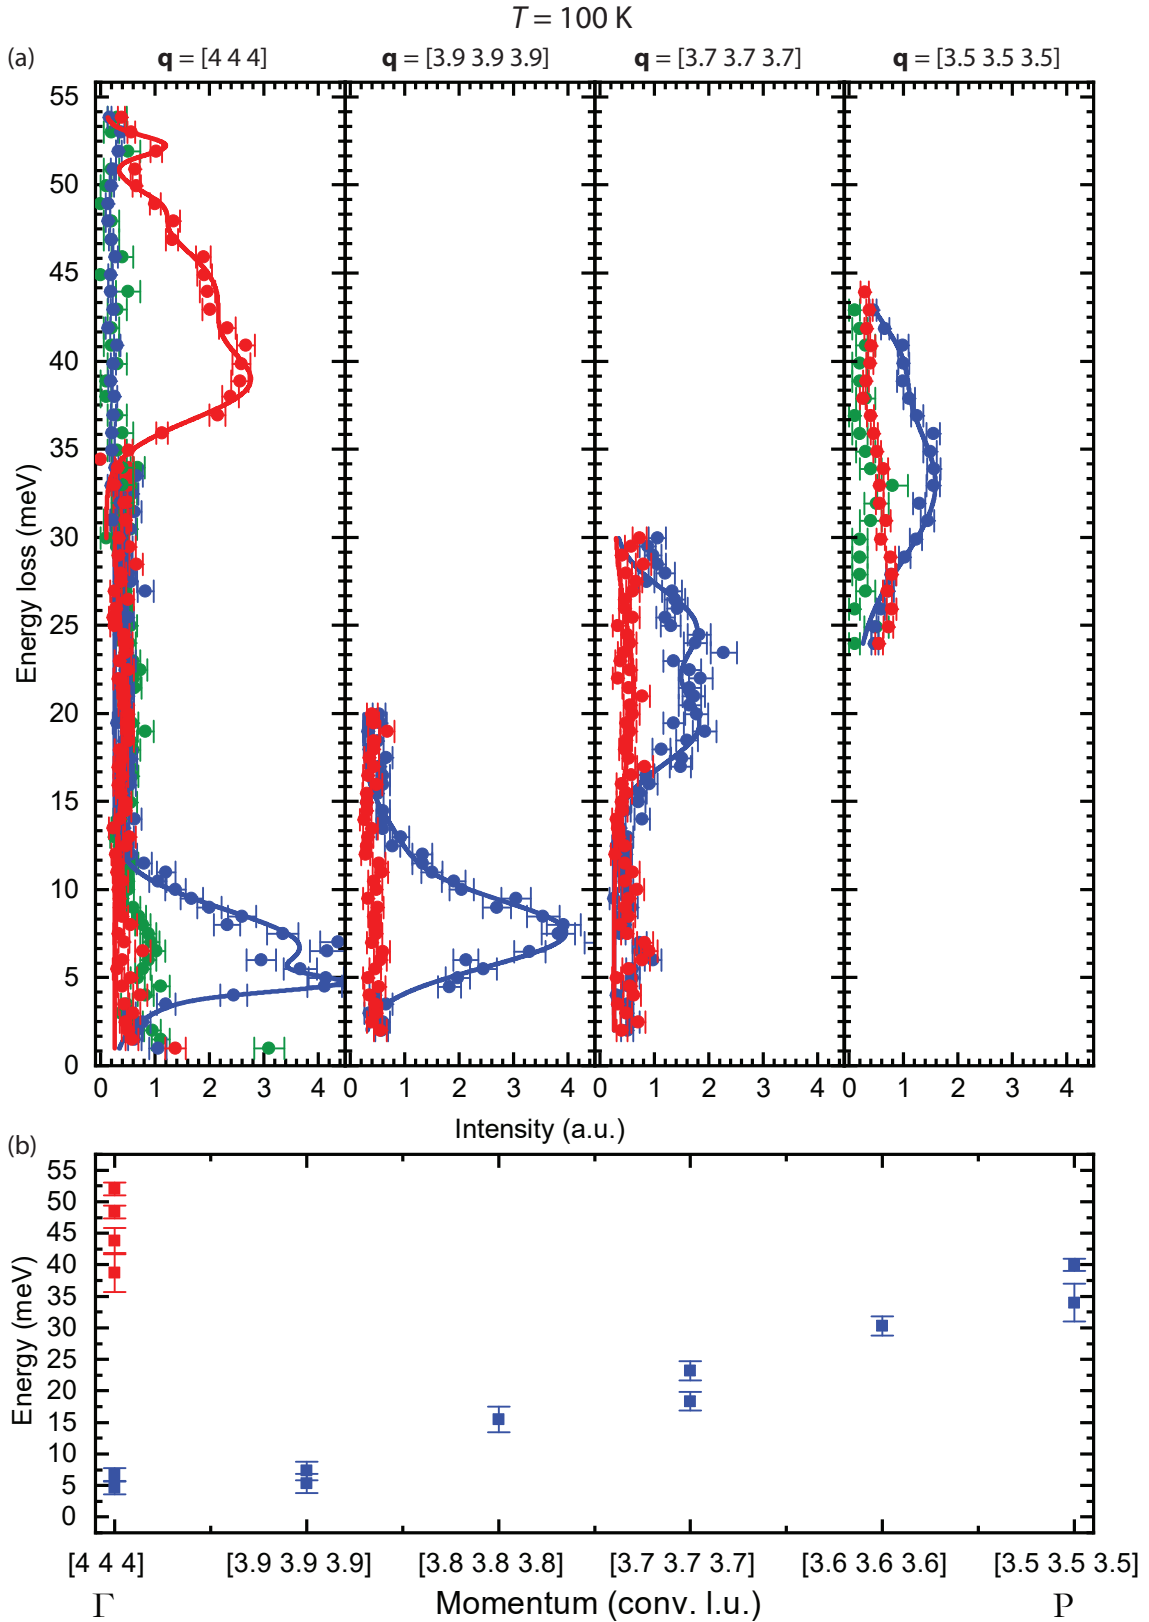 T = 100 K
(a)
q = [4 4 4] q = [3.9 3.9 3.9] q = [3.7 3.7 3.7] q = [3.5 3.5 3.5]
55
50
45
40
35
30
25
20
15
10
5
0
Energy loss (meV)
0 1 2 3 4 0 1 2 3 4 0 1 2 3 4 0 1 2 3 4
Intensity (a.u.)
(b)
55
50
45
40
35
30
25
20
15
10
5
0
Energy (meV)
[4 4 4] [3.9 3.9 3.9] [3.8 3.8 3.8] [3.7 3.7 3.7] [3.6 3.6 3.6] [3.5 3.5 3.5]
Γ Momentum (conv. l.u.) P